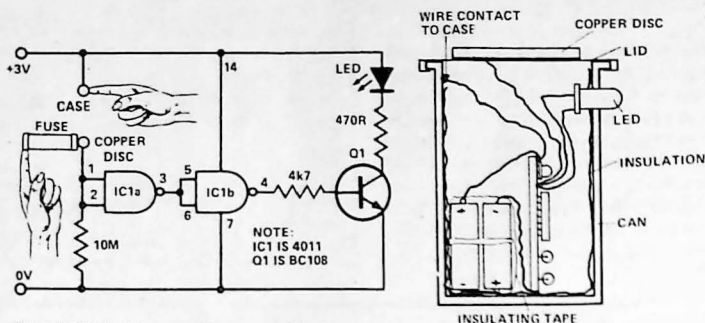 +3V
CASE
FUSE
COPPER
DISC
1
2
IC1a
3
10M
0V
14
5
6
IC1b
4
7
4k7
LED
470R
Q1
NOTE:
IC1 IS 4011
Q1 IS BC108
WIRE CONTACT
TO CASE
COPPER DISC
LID
LED
INSULATION
CAN
+
-
+
-
INSULATING TAPE